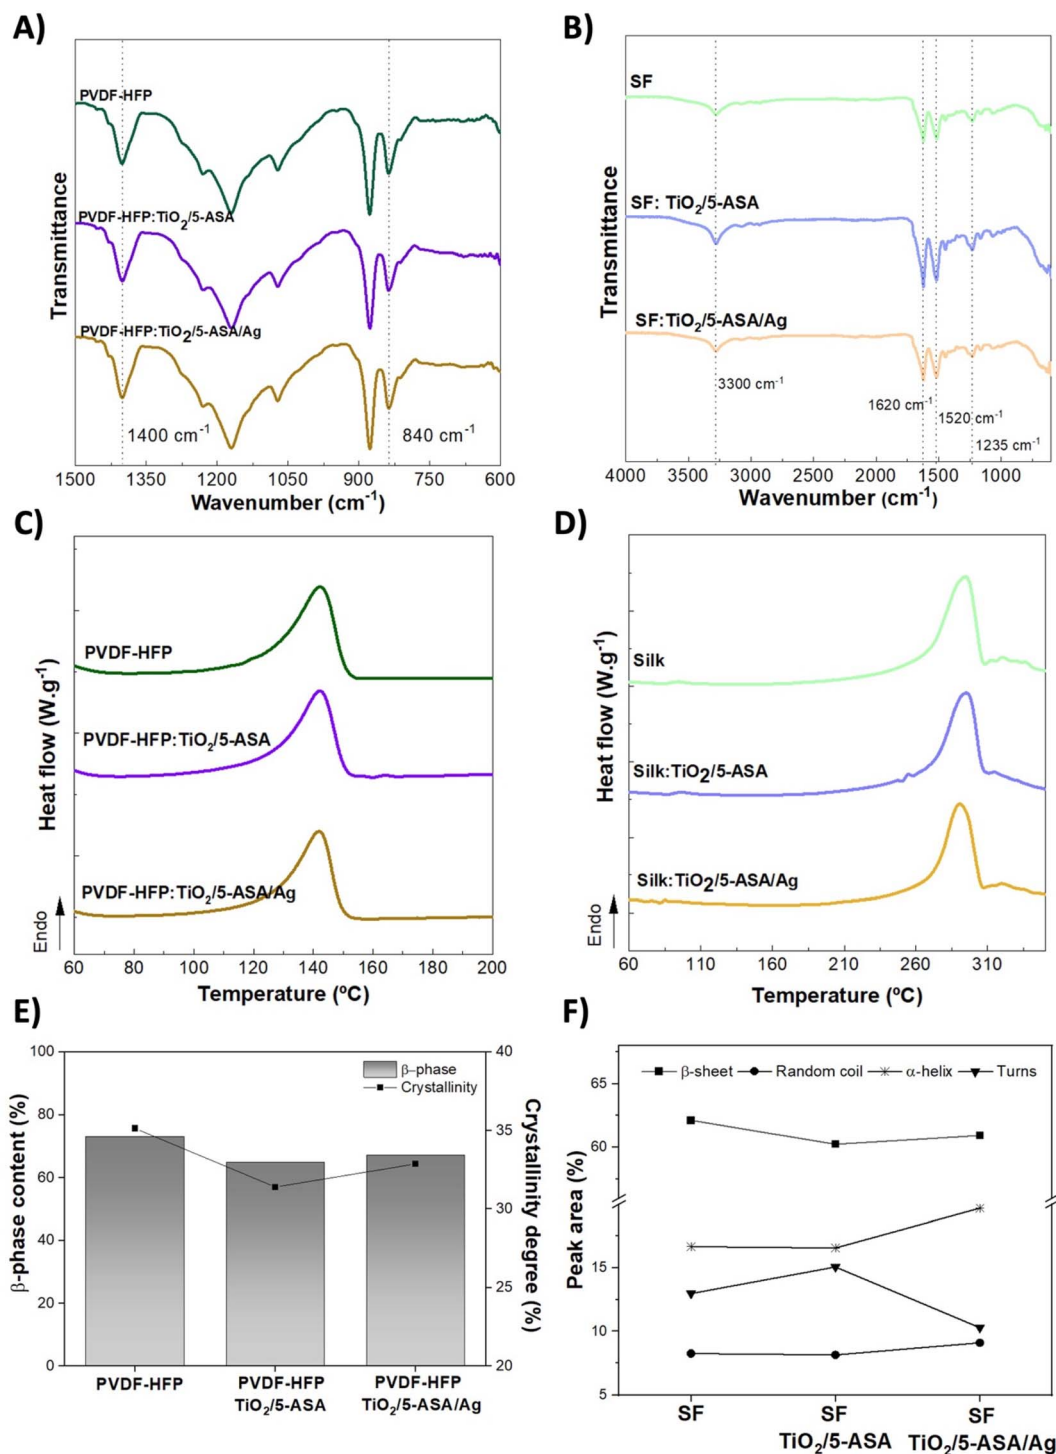 A)
PVDF-HFP
PVDF-HFP:TiO₂/5-ASA
PVDF-HFP:TiO₂/5-ASA/Ag
1400 cm⁻¹
840 cm⁻¹
Transmittance
1500 1350 1200 1050 900 750 600
Wavenumber (cm⁻¹)
B)
SF
SF: TiO₂/5-ASA
SF:TiO₂/5-ASA/Ag
3300 cm⁻¹
1620 cm⁻¹
1520 cm⁻¹
1235 cm⁻¹
Transmittance
4000 3500 3000 2500 2000 1500 1000
Wavenumber (cm⁻¹)
C)
PVDF-HFP
PVDF-HFP:TiO₂/5-ASA
PVDF-HFP:TiO₂/5-ASA/Ag
Heat flow (W.g⁻¹)
Endo
60 80 100 120 140 160 180 200
Temperature (ºC)
D)
Silk
Silk:TiO₂/5-ASA
Silk:TiO₂/5-ASA/Ag
Heat flow (W.g⁻¹)
Endo
60 110 160 210 260 310
Temperature (ºC)
E)
β-phase
Crystallinity
100
80
60
40
20
0
β-phase content (%)
40
35
30
25
20
Crystallinity degree (%)
PVDF-HFP
PVDF-HFP
TiO₂/5-ASA
PVDF-HFP
TiO₂/5-ASA/Ag
F)
β-sheet Random coil α-helix Turns
65
60
15
10
5
Peak area (%)
SF
SF
TiO₂/5-ASA
SF
TiO₂/5-ASA/Ag